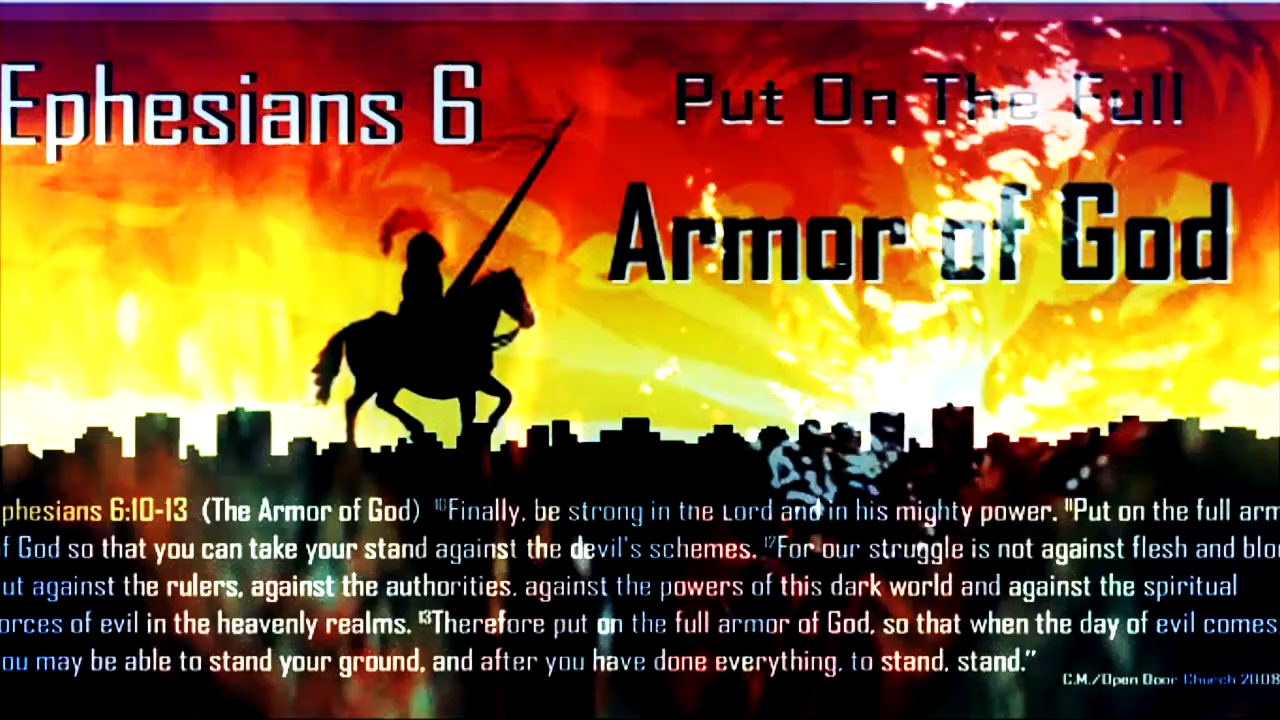 Ephesians 6
Put On The Full
Armor of God
phesians 6:10-13 (The Armor of God) ¹⁰Finally, be strong in the Lord and in his mighty power. ¹¹Put on the full arm
f God so that you can take your stand against the devil's schemes. ¹²For our struggle is not against flesh and bloo
ut against the rulers, against the authorities, against the powers of this dark world and against the spiritual
orces of evil in the heavenly realms. ¹³Therefore put on the full armor of God, so that when the day of evil comes,
ou may be able to stand your ground, and after you have done everything, to stand. stand."
C.M./Open Door Church 2008